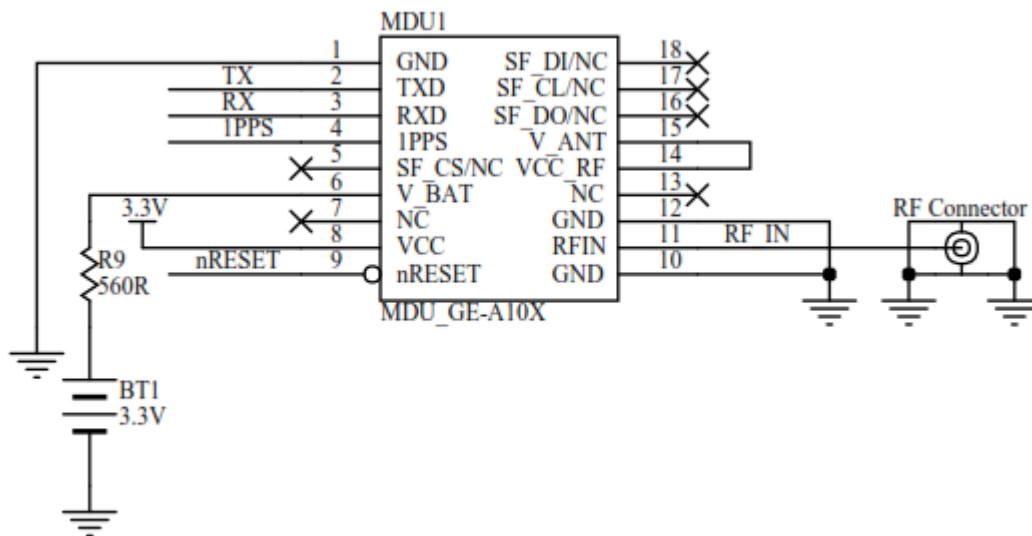 MDU1
1 GND SF_DI/NC 18
TX 2 TXD SF_CL/NC 17
RX 3 RXD SF_DO/NC 16
1PPS 4 1PPS V_ANT 15
5 SF_CS/NC VCC_RF 14
6 V_BAT NC 13
3.3V 7 NC GND 12 RF Connector
8 VCC RFIN 11 RF_IN
nRESET 9 nRESET GND 10
R9
560R
MDU_GE-A10X
BT1
3.3V